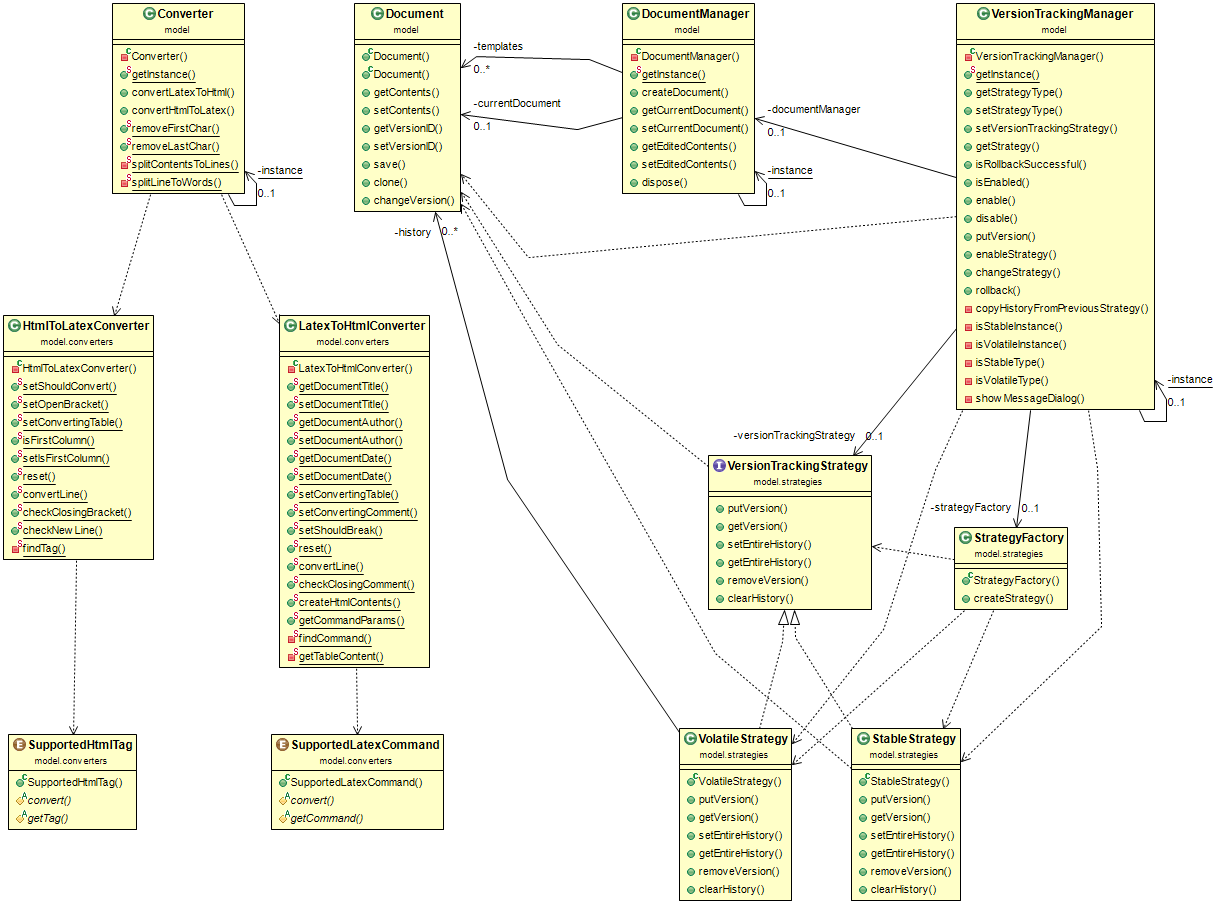 Converter
model
Converter()
getInstance()
convertLatexToHtml()
convertHtmlToLatex()
removeFirstChar()
removeLastChar()
splitContentsToLines()
splitLineToWords()
-instance
0..1
Document
model
Document()
Document()
getContents()
setContents()
getVersionID()
setVersionID()
save()
clone()
changeVersion()
-templates
0..*
-currentDocument
0..1
-history
0..*
DocumentManager
model
DocumentManager()
getInstance()
createDocument()
getCurrentDocument()
setCurrentDocument()
getEditedContents()
setEditedContents()
dispose()
-instance
0..1
-documentManager
0..1
VersionTrackingManager
model
VersionTrackingManager()
getInstance()
getStrategyType()
setStrategyType()
setVersionTrackingStrategy()
getStrategy()
isRollbackSuccessful()
isEnabled()
enable()
disable()
putVersion()
enableStrategy()
changeStrategy()
rollback()
copyHistoryFromPreviousStrategy()
isStableInstance()
isVolatileInstance()
isStableType()
isVolatileType()
showMessageDialog()
-instance
0..1
HtmlToLatexConverter
model.converters
HtmlToLatexConverter()
setShouldConvert()
setOpenBracket()
setConvertingTable()
isFirstColumn()
setIsFirstColumn()
reset()
convertLine()
checkClosingBracket()
checkNewLine()
findTag()
LatexToHtmlConverter
model.converters
LatexToHtmlConverter()
getDocumentTitle()
setDocumentTitle()
getDocumentAuthor()
setDocumentAuthor()
getDocumentDate()
setDocumentDate()
setConvertingTable()
setConvertingComment()
setShouldBreak()
reset()
convertLine()
checkClosingComment()
createHtmlContents()
getCommandParams()
findCommand()
getTableContent()
-versionTrackingStrategy
0..1
VersionTrackingStrategy
model.strategies
putVersion()
getVersion()
setEntireHistory()
getEntireHistory()
removeVersion()
clearHistory()
-strategyFactory
0..1
StrategyFactory
model.strategies
StrategyFactory()
createStrategy()
SupportedHtmlTag
model.converters
SupportedHtmlTag()
convert()
getTag()
SupportedLatexCommand
model.converters
SupportedLatexCommand()
convert()
getCommand()
VolatileStrategy
model.strategies
VolatileStrategy()
putVersion()
getVersion()
setEntireHistory()
getEntireHistory()
removeVersion()
clearHistory()
StableStrategy
model.strategies
StableStrategy()
putVersion()
getVersion()
setEntireHistory()
getEntireHistory()
removeVersion()
clearHistory()